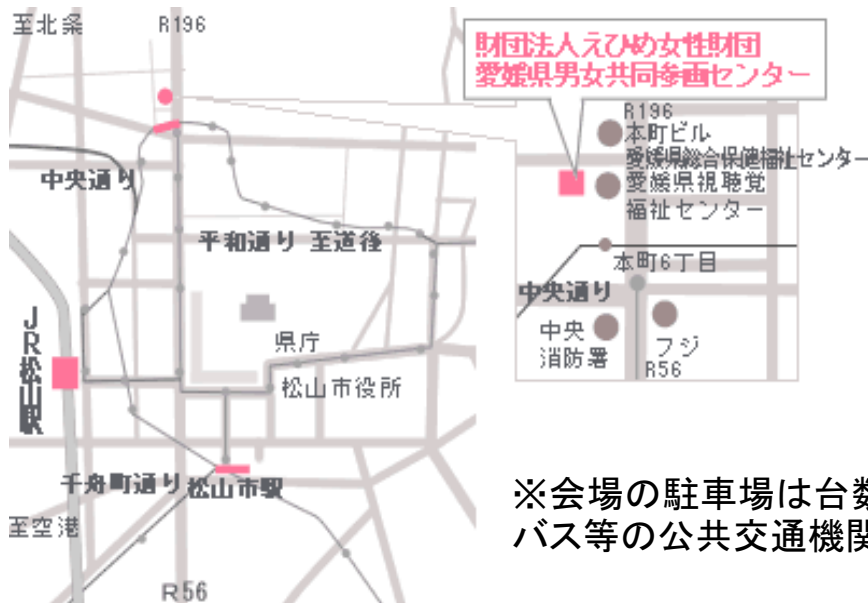 至北条
R196
財団法人えひめ女性財団
愛媛県男女共同参画センター
R196
本町ビル
愛媛県総合保健福祉センター
愛媛県視聴覚
福祉センター
中央通り
平和通り 至道後
本町6丁目
中央通り
中央
消防署
フジ
R56
JR松山駅
県庁
松山市役所
千舟町通り
松山市駅
至空港
R56
※会場の駐車場は台数
バス等の公共交通機関